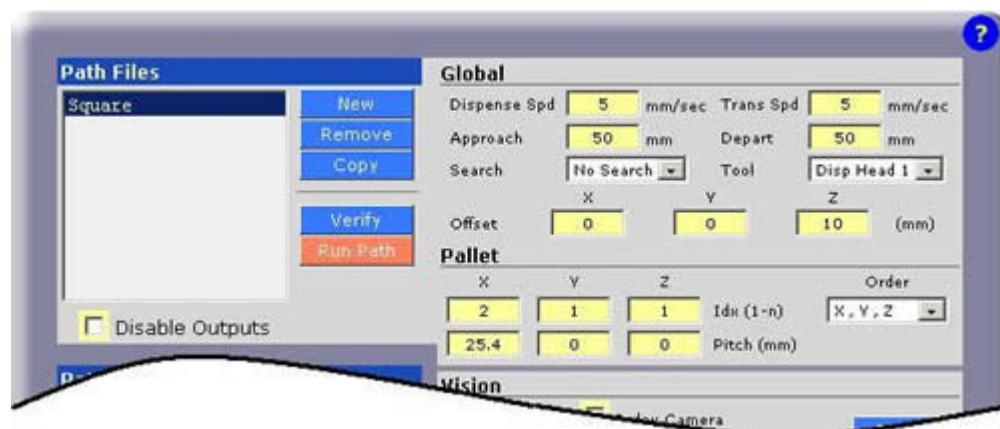 ?
Path Files
Square
New
Remove
Copy
Verify
Run Path
Disable Outputs
Global
Dispense Spd 5 mm/sec Trans Spd 5 mm/sec
Approach 50 mm Depart 50 mm
Search No Search Tool Disp Head 1
X Y Z
Offset 0 0 10 (mm)
Pallet
X Y Z Order
2 1 1 Idx (1-n) X,Y,Z
25.4 0 0 Pitch (mm)
Vision
Camera